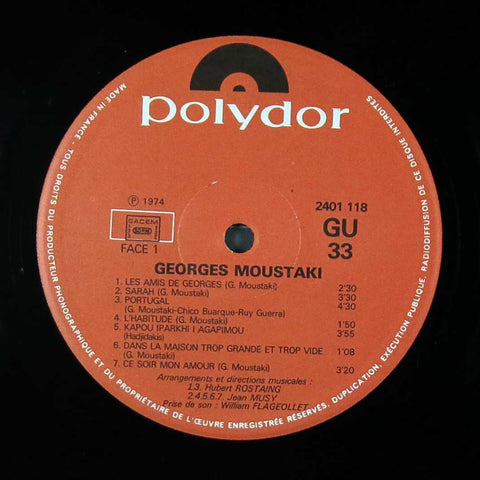 polydor
MADE IN FRANCE • TOUS DROITS DU PRODUCTEUR PHONOGRAPHIQUE ET DU PROPRIÉTAIRE DE L'ŒUVRE ENREGISTRÉE RÉSERVÉS, DUPLICATION, EXÉCUTION PUBLIQUE, RADIODIFFUSION DE CE DISQUE INTERDITES
Ⓟ 1974
SACEM
FACE 1
2401 118
GU
33
GEORGES MOUSTAKI
1. LES AMIS DE GEORGES (G. Moustaki) 2'30
2. SARAH (G. Moustaki) 3'30
3. PORTUGAL 4'30
(G. Moustaki-Chico Buarque-Ruy Guerra)
4. L'HABITUDE (G. Moustaki) 1'50
5. KAPOU IPARKHI I AGAPIMOU 3'55
(Hadjidakis)
6. DANS LA MAISON TROP GRANDE ET TROP VIDE 1'08
(G. Moustaki)
7. CE SOIR MON AMOUR (G. Moustaki) 3'20
Arrangements et directions musicales :
1.3. Hubert ROSTAING
2.4.5.6.7. Jean MUSY
Prise de son : William FLAGEOLLET